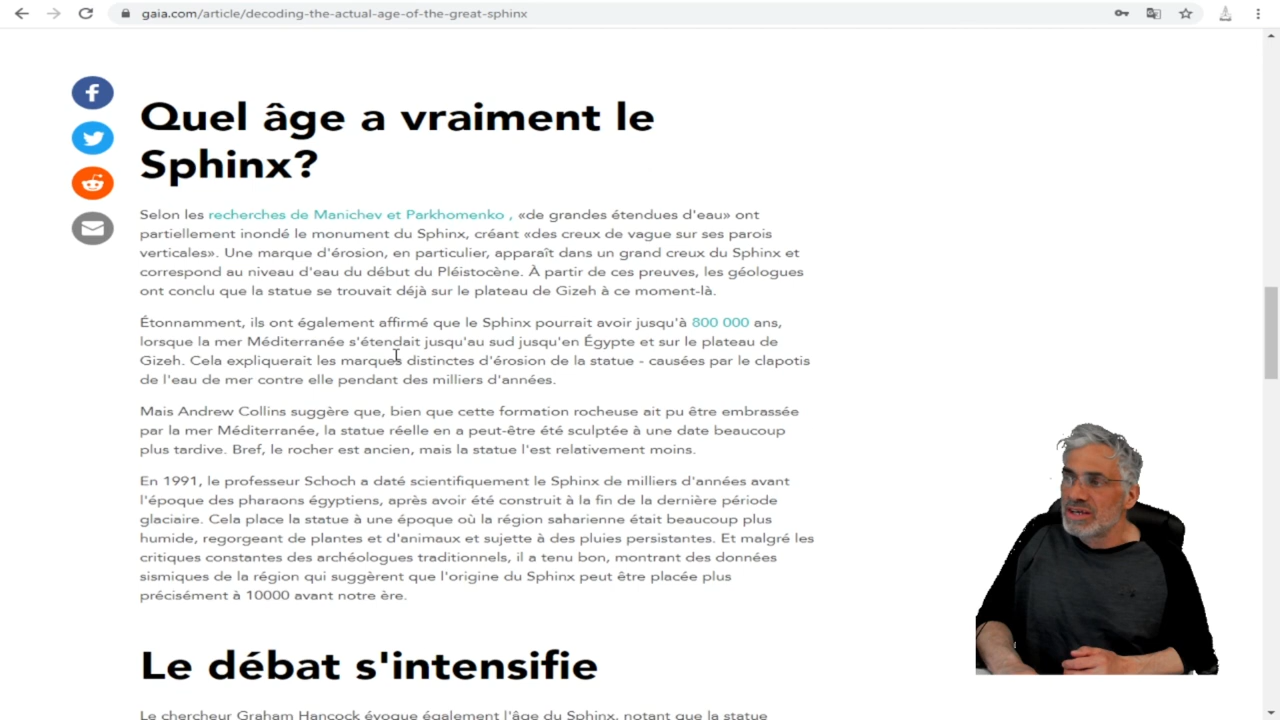 gaia.com/article/decoding-the-actual-age-of-the-great-sphinx
Quel âge a vraiment le
Sphinx?
Selon les recherches de Manichev et Parkhomenko , «de grandes étendues d'eau» ont
partiellement inondé le monument du Sphinx, créant «des creux de vague sur ses parois
verticales». Une marque d'érosion, en particulier, apparaît dans un grand creux du Sphinx et
correspond au niveau d'eau du début du Pléistocène. À partir de ces preuves, les géologues
ont conclu que la statue se trouvait déjà sur le plateau de Gizeh à ce moment-là.
Étonnamment, ils ont également affirmé que le Sphinx pourrait avoir jusqu'à 800 000 ans,
lorsque la mer Méditerranée s'étendait jusqu'au sud jusqu'en Égypte et sur le plateau de
Gizeh. Cela expliquerait les marques distinctes d'érosion de la statue - causées par le clapotis
de l'eau de mer contre elle pendant des milliers d'années.
Mais Andrew Collins suggère que, bien que cette formation rocheuse ait pu être embrassée
par la mer Méditerranée, la statue réelle en a peut-être été sculptée à une date beaucoup
plus tardive. Bref, le rocher est ancien, mais la statue l'est relativement moins.
En 1991, le professeur Schoch a daté scientifiquement le Sphinx de milliers d'années avant
l'époque des pharaons égyptiens, après avoir été construit à la fin de la dernière période
glaciaire. Cela place la statue à une époque où la région saharienne était beaucoup plus
humide, regorgeant de plantes et d'animaux et sujette à des pluies persistantes. Et malgré les
critiques constantes des archéologues traditionnels, il a tenu bon, montrant des données
sismiques de la région qui suggèrent que l'origine du Sphinx peut être placée plus
précisément à 10000 avant notre ère.
Le débat s'intensifie
Le chercheur Graham Hancock évoque également l'âge du Sphinx, notant que la statue